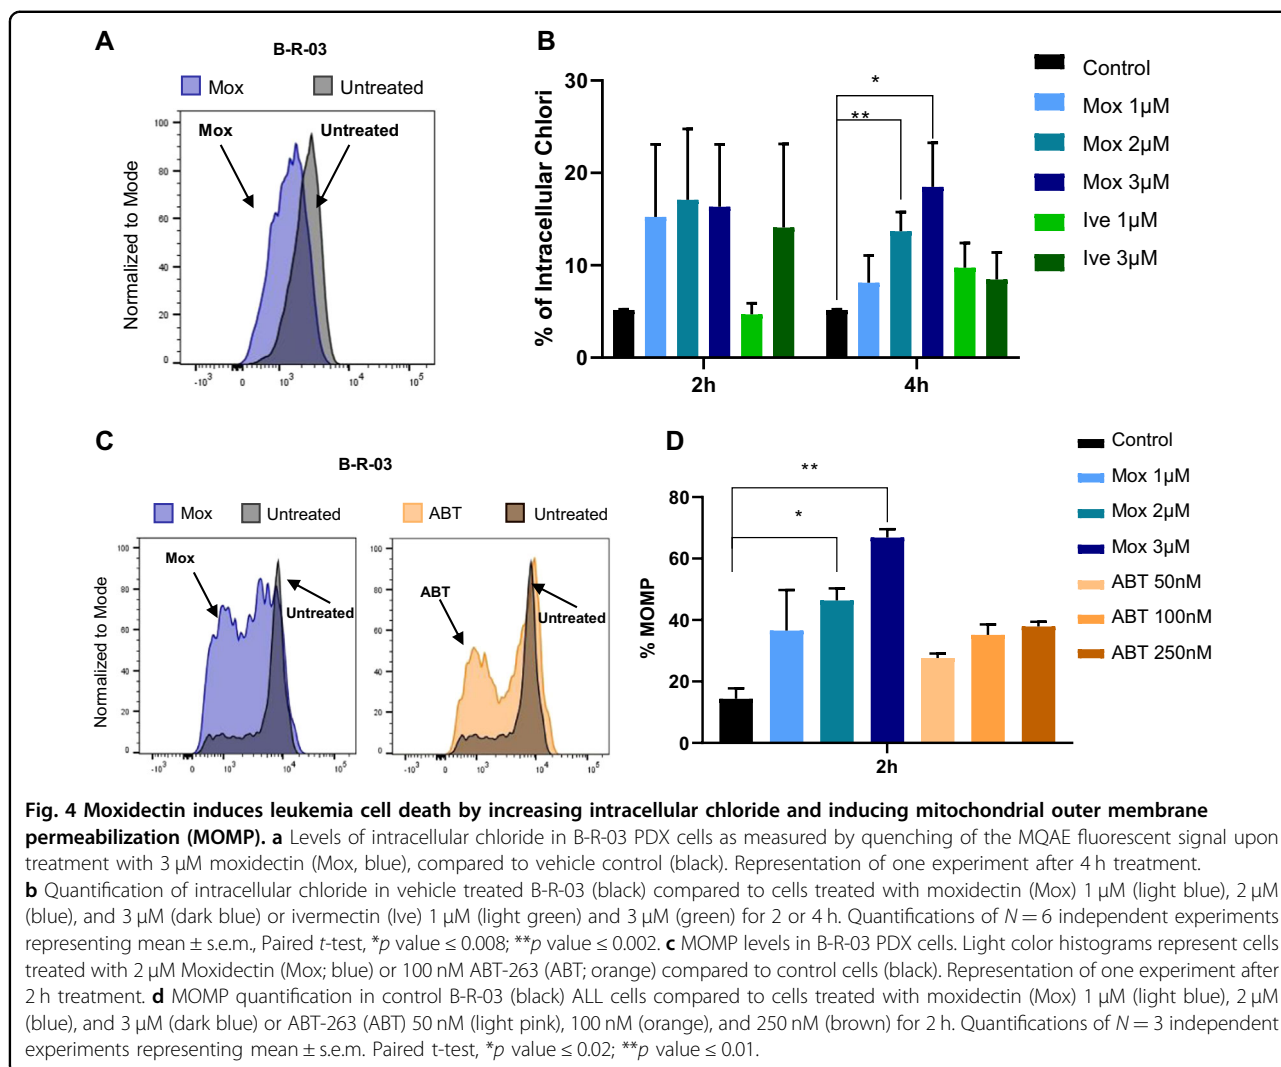 A
B-R-03
Mox
Untreated
Mox
Untreated
Normalized to Mode
100
80
60
40
20
0
-10³
0
10³
10⁴
10⁵
B
% of Intracellular Chlori
30
20
10
0
*
**
2h
4h
Control
Mox 1µM
Mox 2µM
Mox 3µM
Ive 1µM
Ive 3µM
C
B-R-03
Mox
Untreated
ABT
Untreated
Mox
Untreated
Normalized to Mode
100
80
60
40
20
0
-10³
0
10³
10⁴
10⁵
ABT
Untreated
100
80
60
40
20
0
-10³
0
10³
10⁴
10⁵
D
% MOMP
80
60
40
20
0
**
*
2h
Control
Mox 1µM
Mox 2µM
Mox 3µM
ABT 50nM
ABT 100nM
ABT 250nM
Fig. 4 Moxidectin induces leukemia cell death by increasing intracellular chloride and inducing mitochondrial outer membrane
permeabilization (MOMP). a Levels of intracellular chloride in B-R-03 PDX cells as measured by quenching of the MQAE fluorescent signal upon
treatment with 3 µM moxidectin (Mox, blue), compared to vehicle control (black). Representation of one experiment after 4 h treatment.
b Quantification of intracellular chloride in vehicle treated B-R-03 (black) compared to cells treated with moxidectin (Mox) 1 µM (light blue), 2 µM
(blue), and 3 µM (dark blue) or ivermectin (Ive) 1 µM (light green) and 3 µM (green) for 2 or 4 h. Quantifications of N = 6 independent experiments
representing mean ± s.e.m., Paired t-test, *p value ≤ 0.008; **p value ≤ 0.002. c MOMP levels in B-R-03 PDX cells. Light color histograms represent cells
treated with 2 µM Moxidectin (Mox; blue) or 100 nM ABT-263 (ABT; orange) compared to control cells (black). Representation of one experiment after
2 h treatment. d MOMP quantification in control B-R-03 (black) ALL cells compared to cells treated with moxidectin (Mox) 1 µM (light blue), 2 µM
(blue), and 3 µM (dark blue) or ABT-263 (ABT) 50 nM (light pink), 100 nM (orange), and 250 nM (brown) for 2 h. Quantifications of N = 3 independent
experiments representing mean ± s.e.m. Paired t-test, *p value ≤ 0.02; **p value ≤ 0.01.